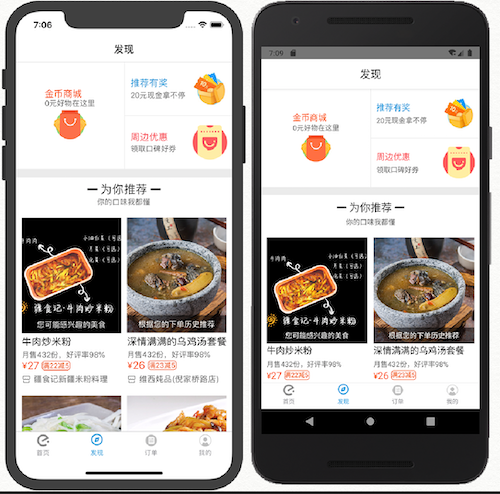 7:06
发现
金币商城
0元好物在这里
推荐有奖
20元现金拿不停
周边优惠
领取口碑好券
为你推荐
你的口味我都懂
疆食记·牛肉炒米粉
您可能感兴趣的美食
根据您的下单历史推荐
牛肉炒米粉
月售432份，好评率98%
¥27 满22减5
疆食记新疆米粉料理
深情满满的乌鸡汤套餐
月售432份，好评率98%
¥26 满23减5
维西炖品(倪家桥路店)
首页
发现
订单
我的
发现
金币商城
0元好物在这里
推荐有奖
20元现金拿不停
周边优惠
领取口碑好券
为你推荐
你的口味我都懂
疆食记·牛肉炒米粉
您可能感兴趣的美食
根据您的下单历史推荐
牛肉炒米粉
月售432份，好评率98%
¥27 满22减5
深情满满的乌鸡汤套餐
月售432份，好评率98%
¥26 满23减5
首页
发现
订单
我的